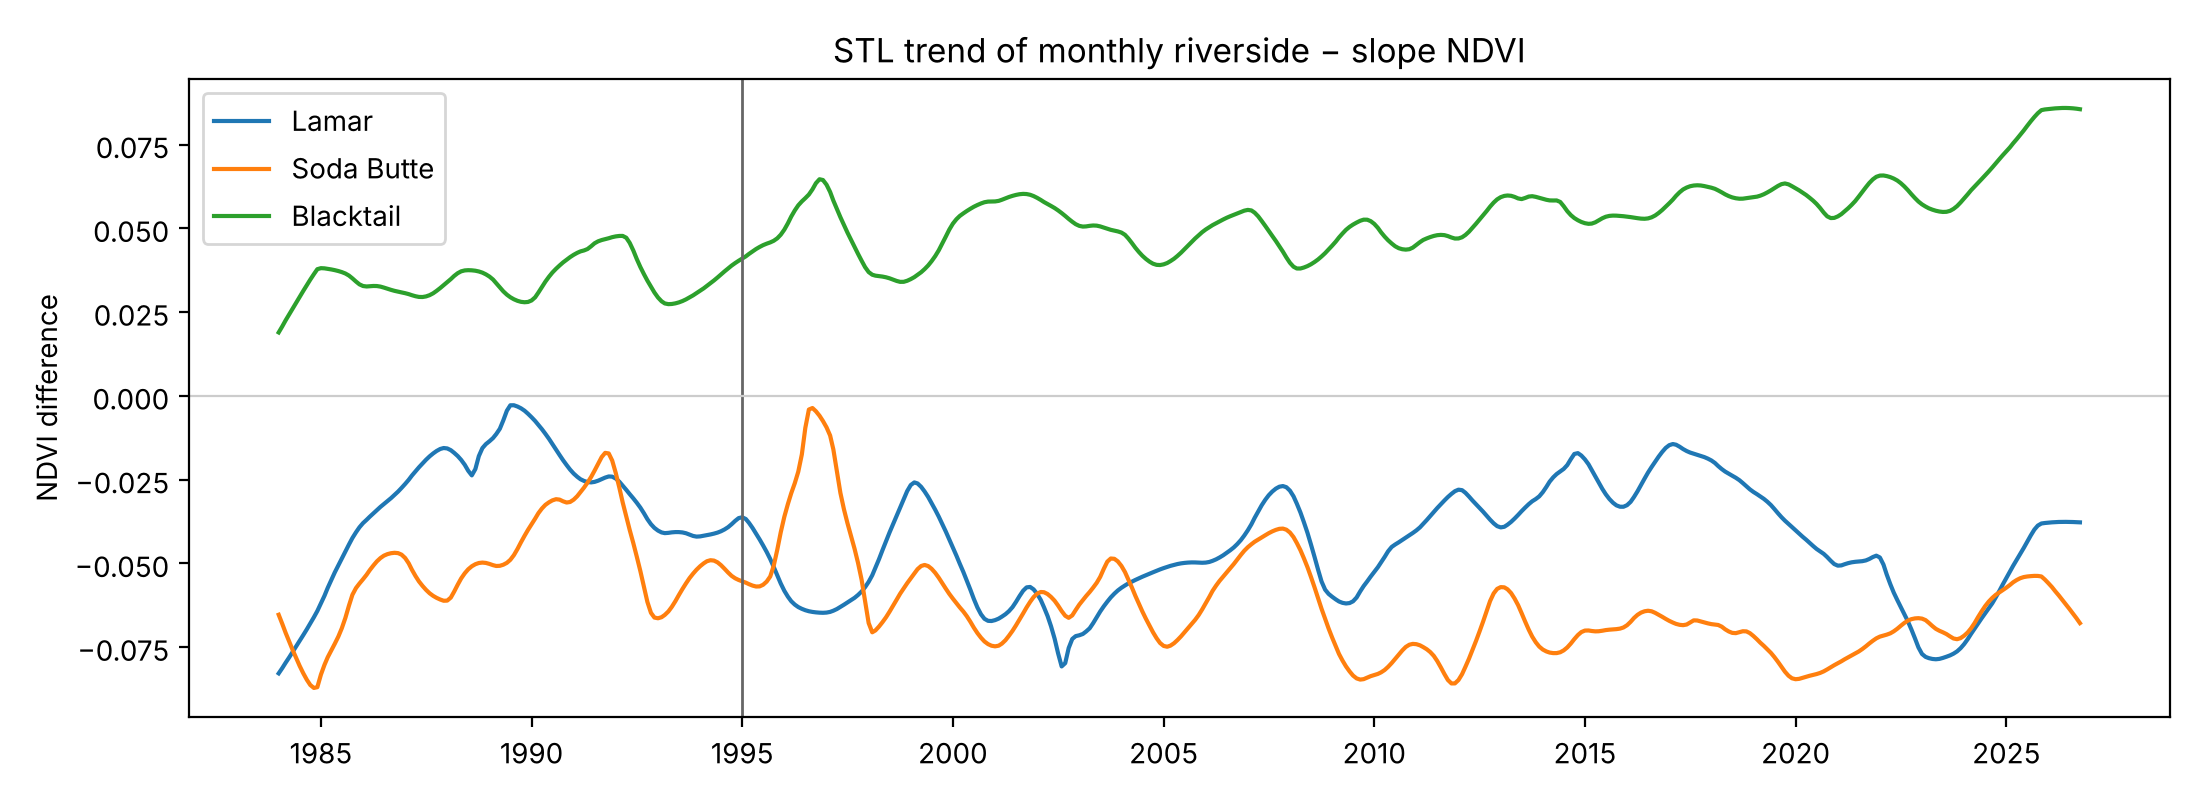 STL trend of monthly riverside − slope NDVI
Lamar
Soda Butte
Blacktail
NDVI difference
0.075
0.050
0.025
0.000
−0.025
−0.050
−0.075
1985 1990 1995 2000 2005 2010 2015 2020 2025